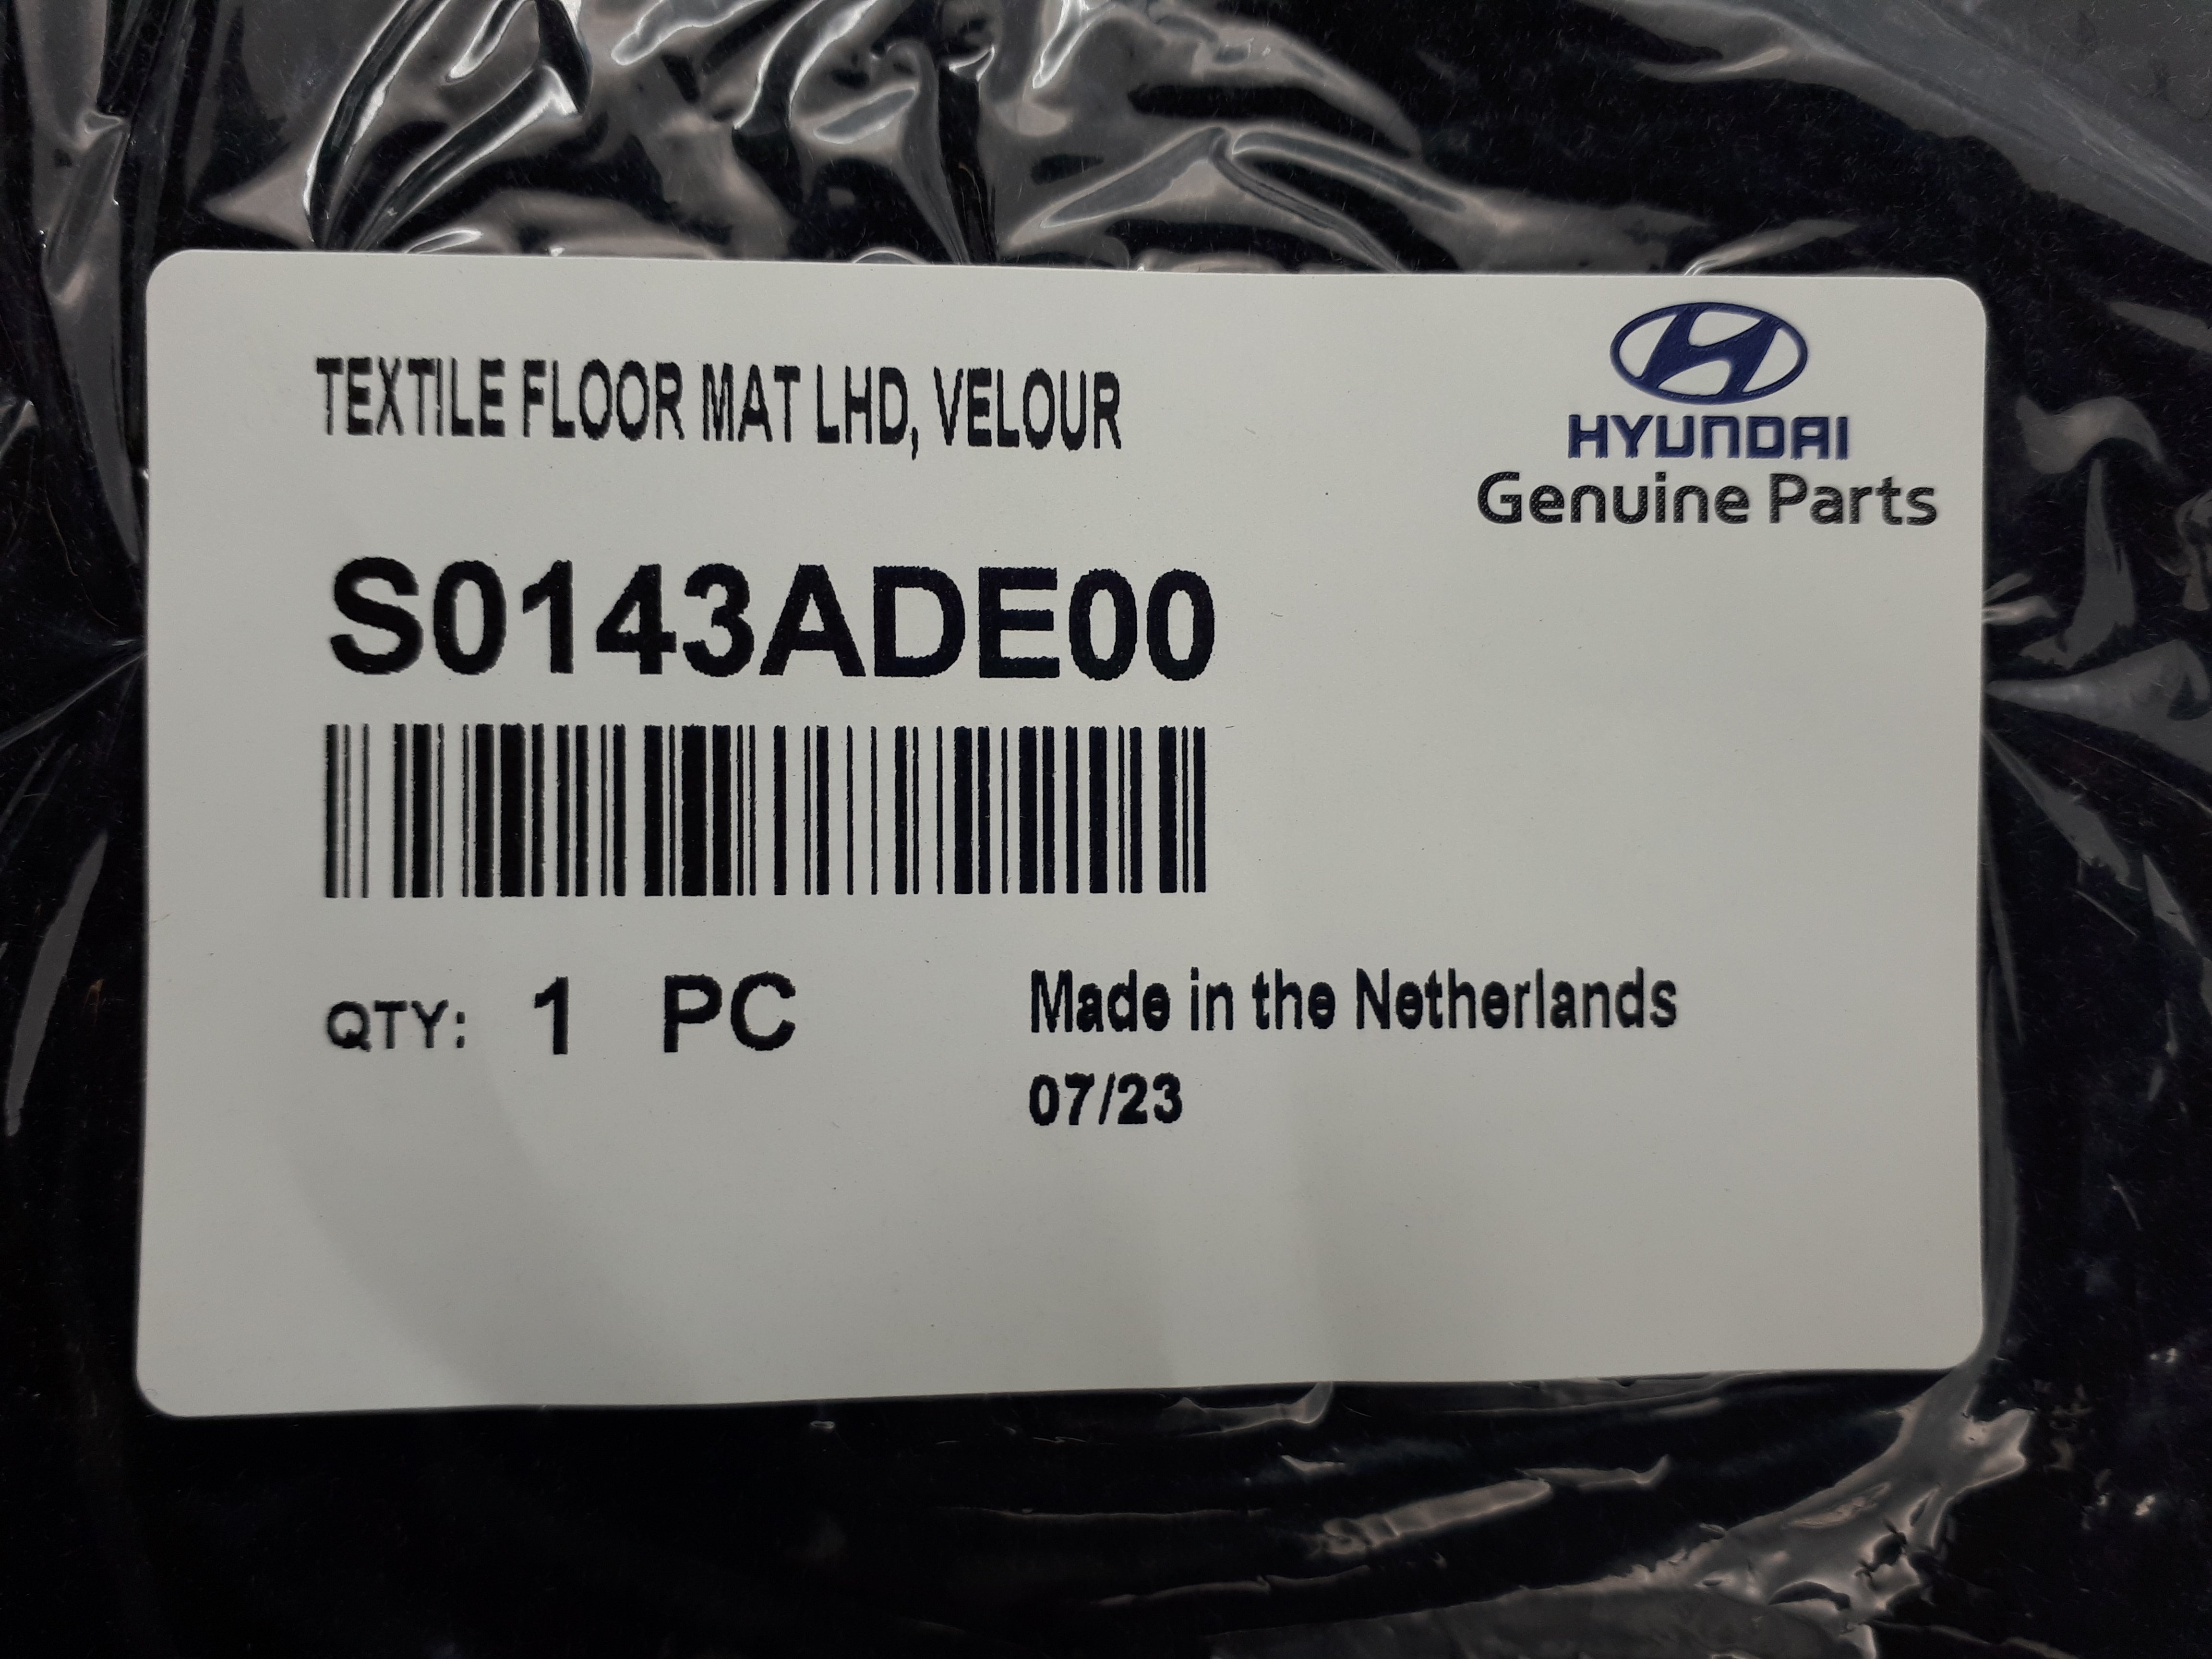 TEXTILE FLOOR MAT LHD, VELOUR
HYUNDAI
Genuine Parts
S0143ADE00
QTY: 1 PC
Made in the Netherlands
07/23